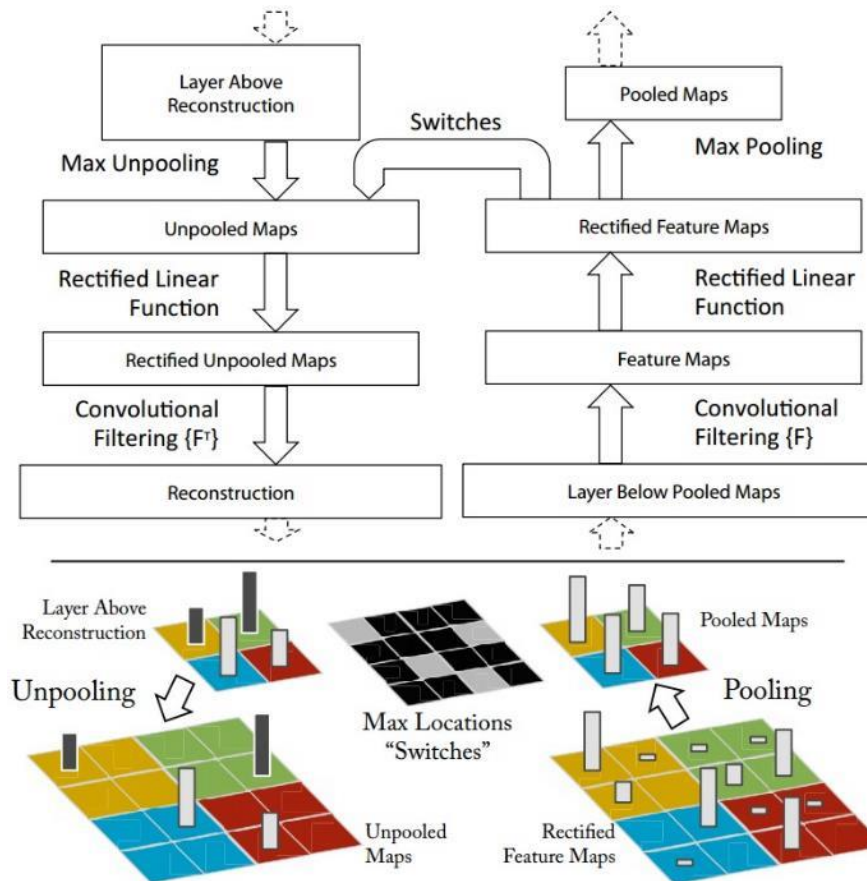 Layer Above
Reconstruction
Pooled Maps
Switches
Max Unpooling
Max Pooling
Unpooled Maps
Rectified Feature Maps
Rectified Linear
Function
Rectified Linear
Function
Rectified Unpooled Maps
Feature Maps
Convolutional
Filtering {Fᵀ}
Convolutional
Filtering {F}
Reconstruction
Layer Below Pooled Maps
Layer Above
Reconstruction
Pooled Maps
Unpooling
Max Locations
“Switches”
Pooling
Unpooled
Maps
Rectified
Feature Maps